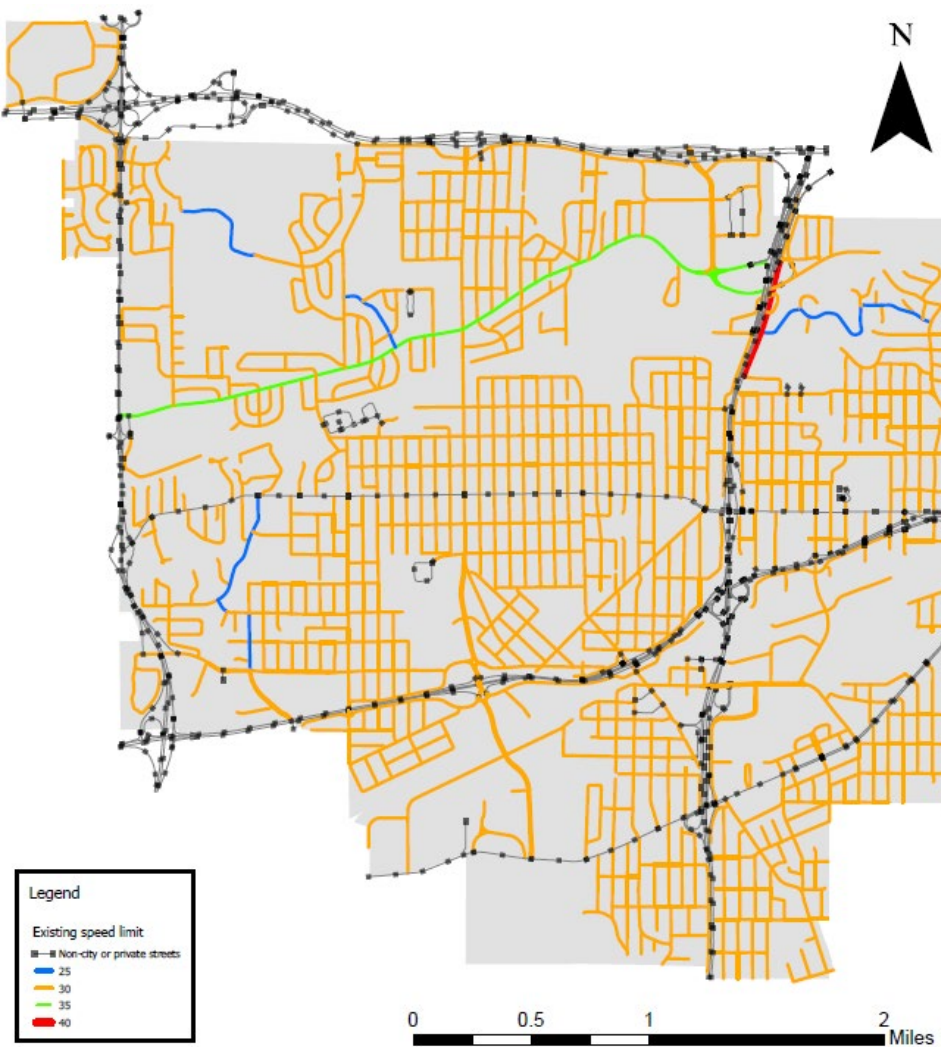 N
Legend
Existing speed limit
Non-city or private streets
25
30
35
40
0 0.5 1 2 Miles